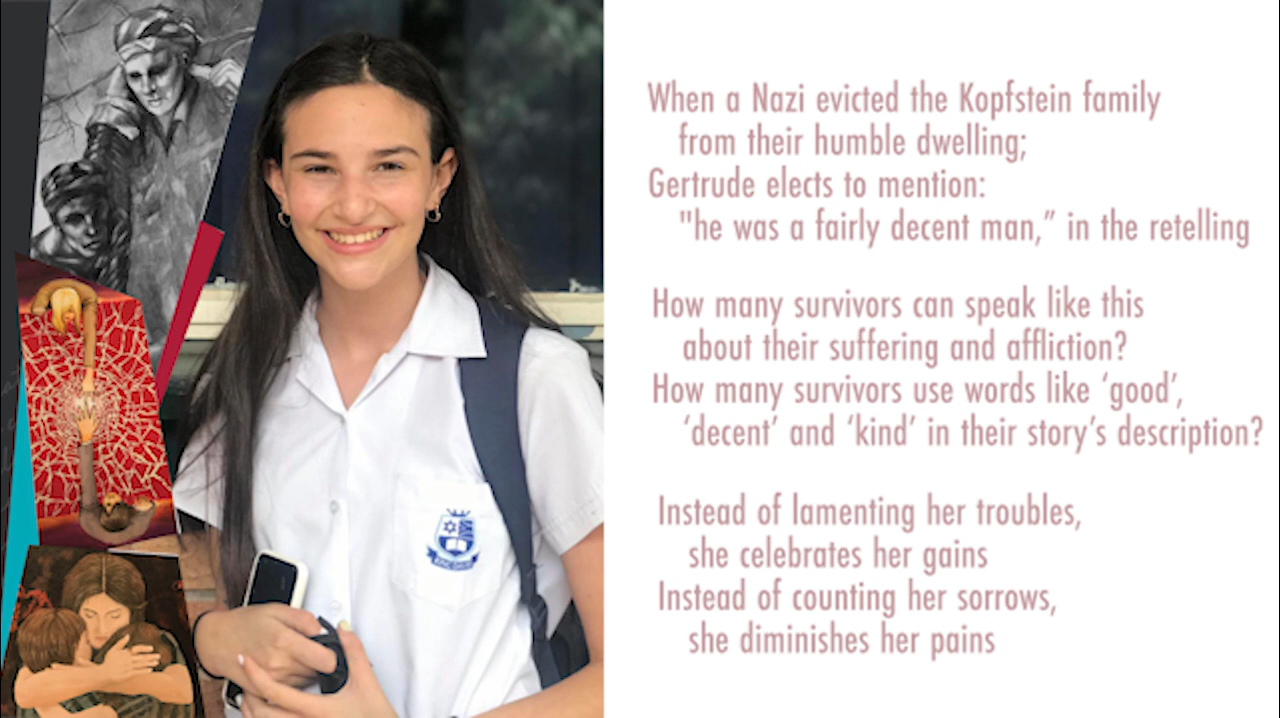 When a Nazi evicted the Kopfstein family
from their humble dwelling;
Gertrude elects to mention:
"he was a fairly decent man,” in the retelling
How many survivors can speak like this
about their suffering and affliction?
How many survivors use words like ‘good’,
‘decent’ and ‘kind’ in their story’s description?
Instead of lamenting her troubles,
she celebrates her gains
Instead of counting her sorrows,
she diminishes her pains